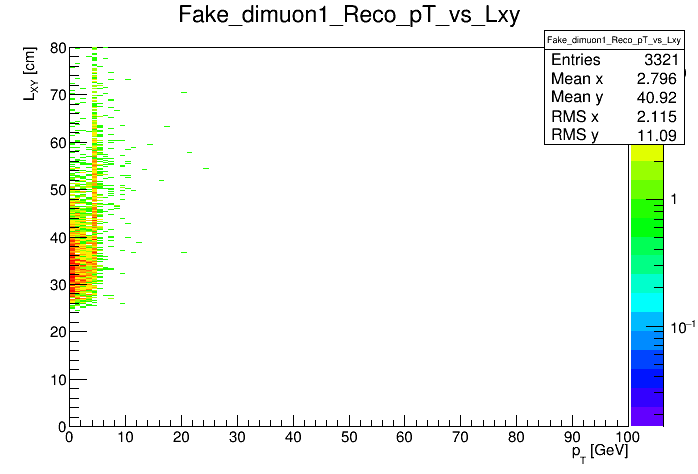 Fake_dimuon1_Reco_pT_vs_Lxy
Fake_dimuon1_Reco_pT_vs_Lxy
Entries 3321
Mean x 2.796
Mean y 40.92
RMS x 2.115
RMS y 11.09
L_XY [cm]
80
70
60
50
40
30
20
10
0
0 10 20 30 40 50 60 70 80 90 100
p_T [GeV]
1
10⁻¹